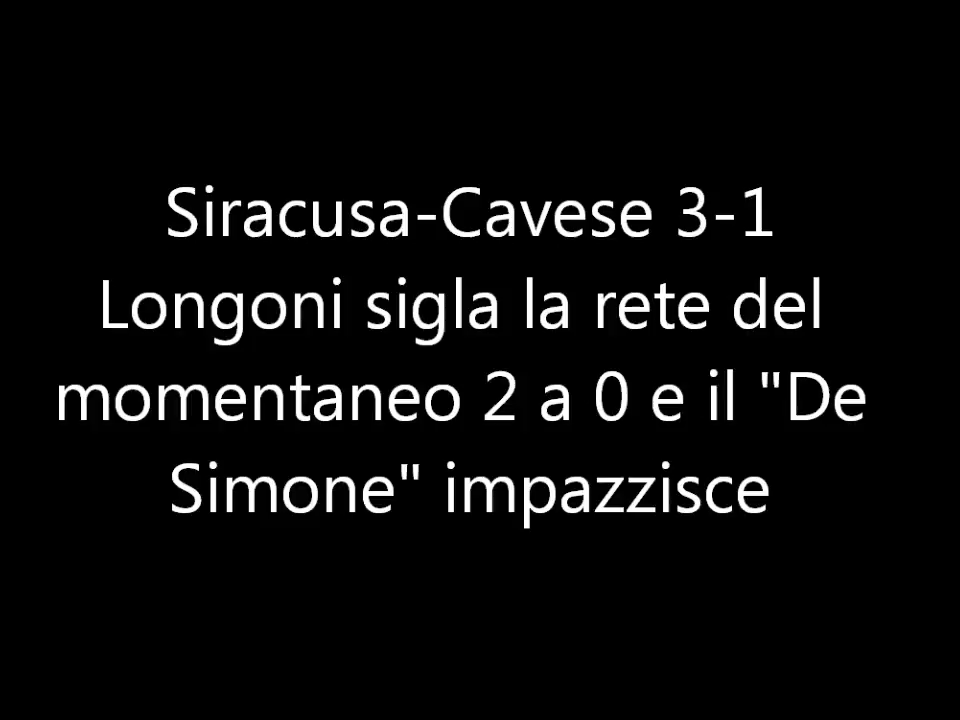 Siracusa-Cavese 3-1
Longoni sigla la rete del
momentaneo 2 a 0 e il "De
Simone" impazzisce